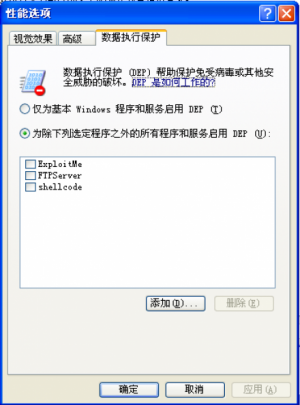 性能选项
视觉效果 高级 数据执行保护
数据执行保护 (DEP) 帮助保护免受病毒或其他安
全威胁的破坏。DEP 是如何工作的?
仅为基本 Windows 程序和服务启用 DEP (T)
为除下列选定程序之外的所有程序和服务启用 DEP (U):
ExploitMe
FTPServer
shellcode
添加(D)... 删除(E)
确定 取消 应用(A)